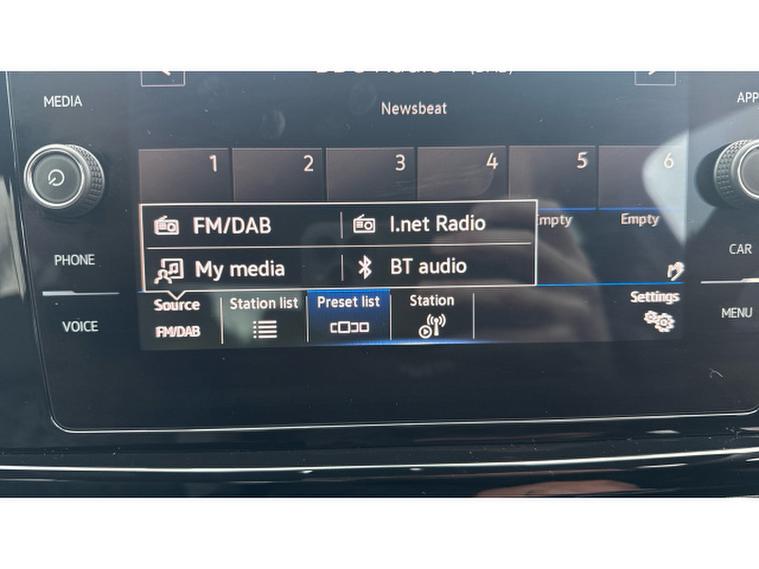 MEDIA
APP
Newsbeat
1 2 3 4 5 6
FM/DAB I.net Radio
mpty Empty
My media BT audio
PHONE
CAR
Source Station list Preset list Station Settings
FM/DAB
VOICE
MENU